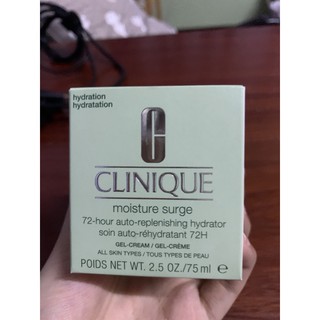 hydration
hydratation
CLINIQUE
moisture surge
72-hour auto-replenishing hydrator
soin auto-réhydratant 72H
GEL-CREAM / GEL-CRÈME
ALL SKIN TYPES / TOUS TYPES DE PEAU
POIDS NET WT. 2.5 OZ./75 ml ℮